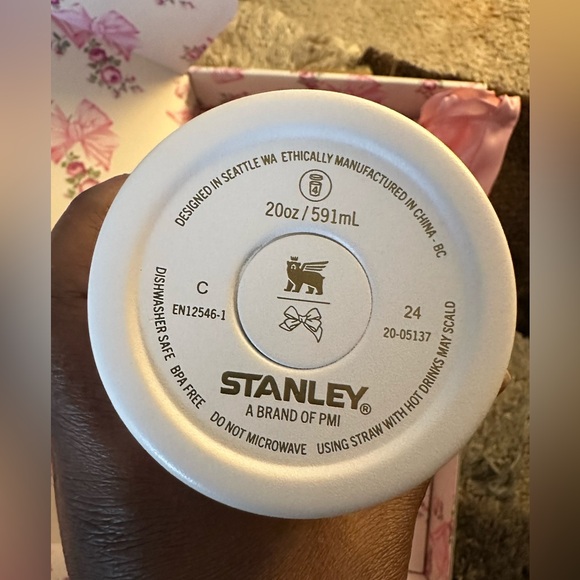 DESIGNED IN SEATTLE WA ETHICALLY MANUFACTURED IN CHINA - BC
4
20oz / 591mL
C
EN12546-1
24
20-05137
STANLEY®
A BRAND OF PMI
DISHWASHER SAFE BPA FREE DO NOT MICROWAVE USING STRAW WITH HOT DRINKS MAY SCALD